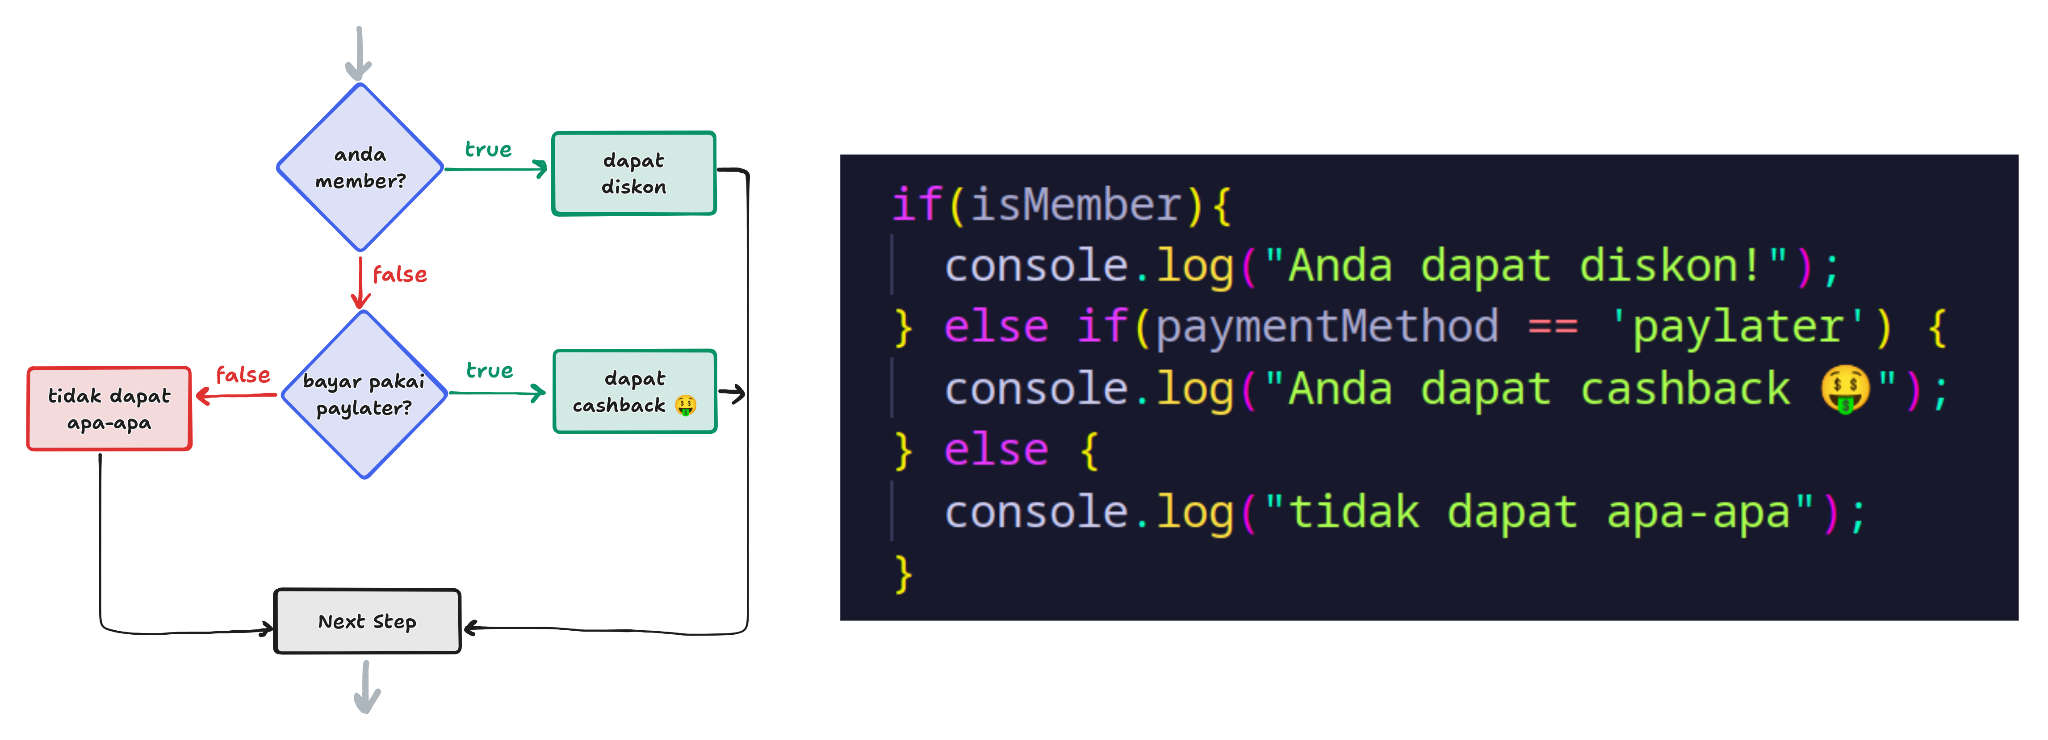 anda
member?
true
dapat
diskon
false
bayar pakai
paylater?
true
dapat
cashback 🤑
false
tidak dapat
apa-apa
Next Step
if(isMember){
console.log("Anda dapat diskon!");
} else if(paymentMethod == 'paylater') {
console.log("Anda dapat cashback 🤑");
} else {
console.log("tidak dapat apa-apa");
}